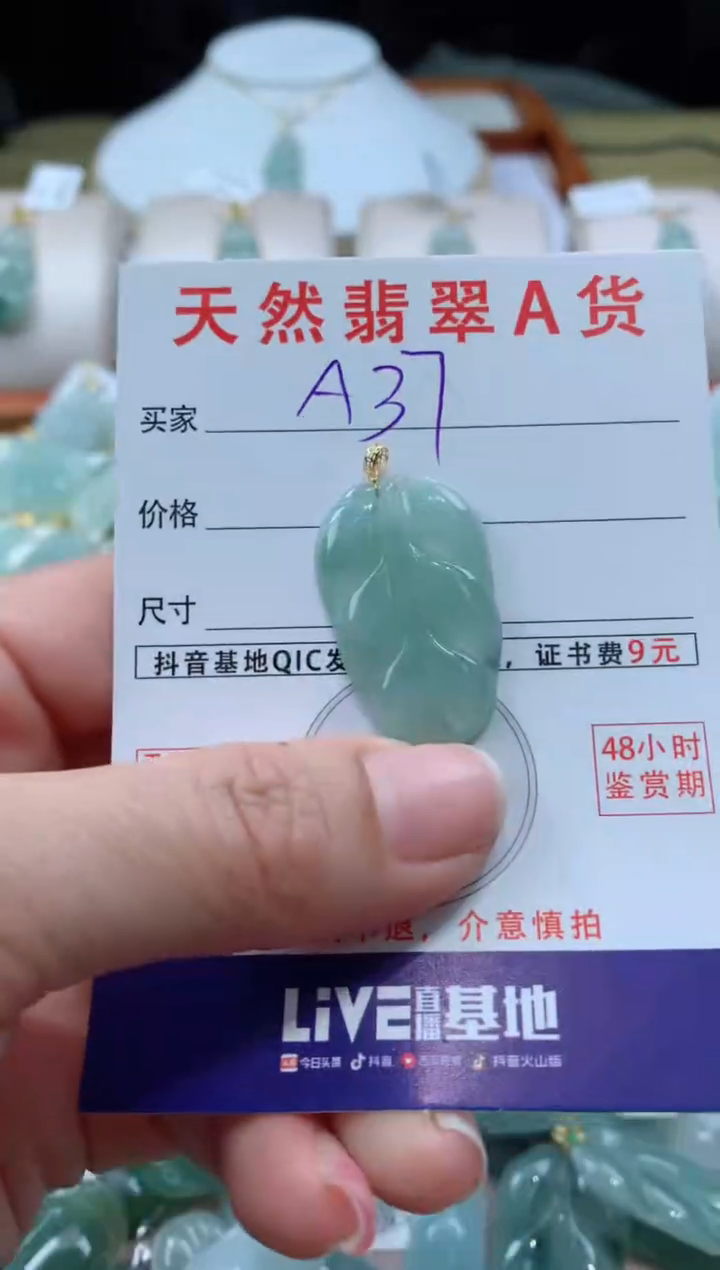 天然翡翠A货
A37
买家
价格
尺寸
抖音基地QIC发 ，证书费9元
48小时
鉴赏期
退，介意慎拍
LiVE直播基地
今日头条 抖音 西瓜视频 抖音火山版